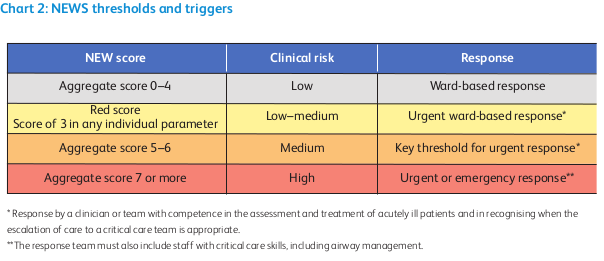 Chart 2: NEWS thresholds and triggers
NEW score Clinical risk Response
Aggregate score 0–4 Low Ward-based response
Red score
Score of 3 in any individual parameter Low–medium Urgent ward-based response*
Aggregate score 5–6 Medium Key threshold for urgent response*
Aggregate score 7 or more High Urgent or emergency response**
* Response by a clinician or team with competence in the assessment and treatment of acutely ill patients and in recognising when the
escalation of care to a critical care team is appropriate.
**The response team must also include staff with critical care skills, including airway management.